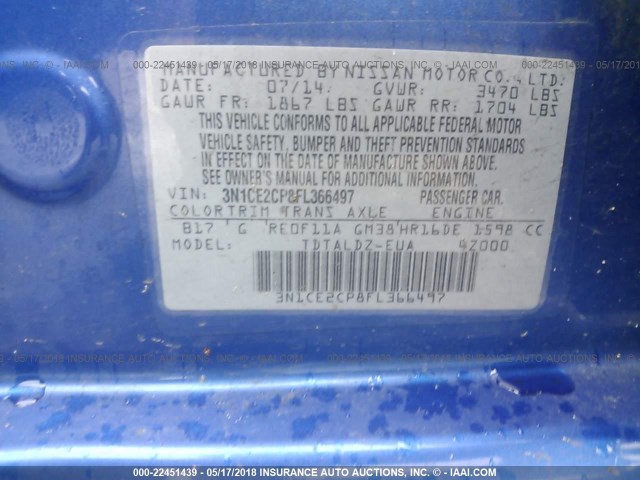 000-22451439 - 05/17/2018 INSURANCE AUTO AUCTIONS, INC. - © IAAI.COM
MANUFACTURED BY NISSAN MOTOR CO., LTD.
DATE: 07/14 GVWR: 3470 LBS
GAWR FR: 1867 LBS GAWR RR: 1704 LBS
THIS VEHICLE CONFORMS TO ALL APPLICABLE FEDERAL MOTOR
VEHICLE SAFETY, BUMPER AND THEFT PREVENTION STANDARDS
IN EFFECT ON THE DATE OF MANUFACTURE SHOWN ABOVE.
SEE OWNER'S MANUAL FOR ADDITIONAL INFORMATION.
VIN: 3N1CE2CP8FL366497 PASSENGER CAR.
COLOR TRIM TRANS AXLE ENGINE
B17 G RE0F11A GM38 HR16DE 1598 CC
MODEL: TDTALDZ-EUA 9Z000
3N1CE2CP8FL366497
000-22451439 - 05/17/2018 INSURANCE AUTO AUCTIONS, INC. - © IAAI.COM